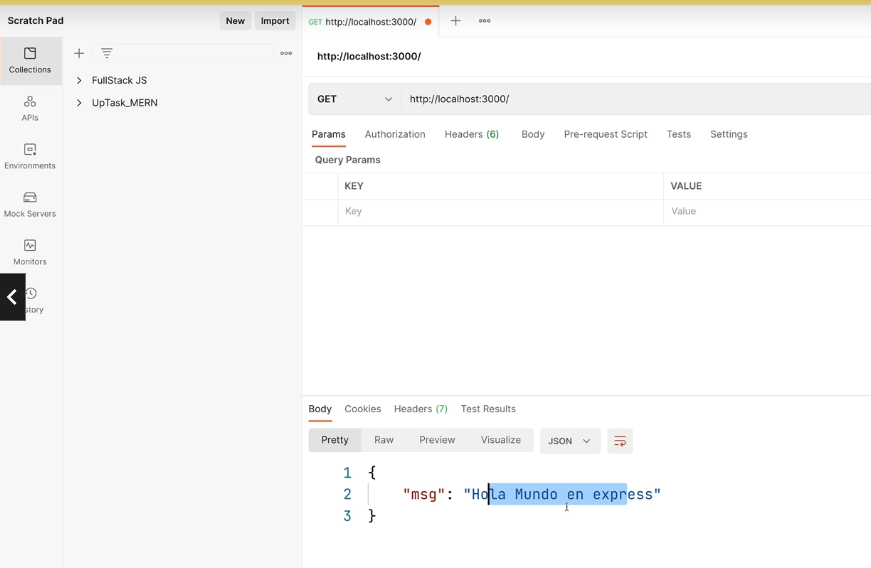 Scratch Pad
New
Import
GET http://localhost:3000/
http://localhost:3000/
Collections
FullStack JS
UpTask_MERN
APIs
Environments
Mock Servers
Monitors
story
GET
http://localhost:3000/
Params Authorization Headers (6) Body Pre-request Script Tests Settings
Query Params
KEY VALUE
Key Value
Body Cookies Headers (7) Test Results
Pretty Raw Preview Visualize JSON
1 {
2 "msg": "Hola Mundo en express"
3 }